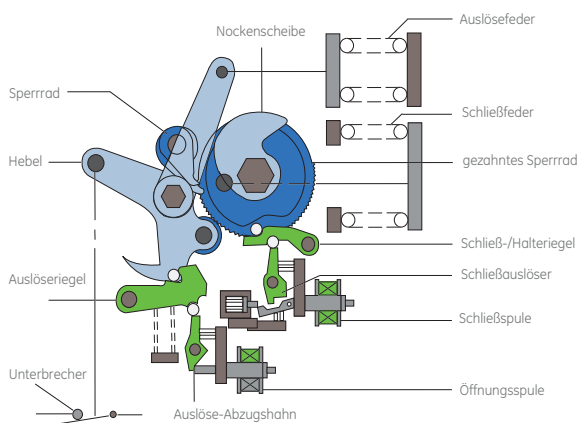 Nockenscheibe
Auslösefeder
Sperrrad
Schließfeder
Hebel
gezahntes Sperrrad
Schließ-/Halteriegel
Auslöseriegel
Schließauslöser
Schließspule
Unterbrecher
Öffnungsspule
Auslöse-Abzugshahn